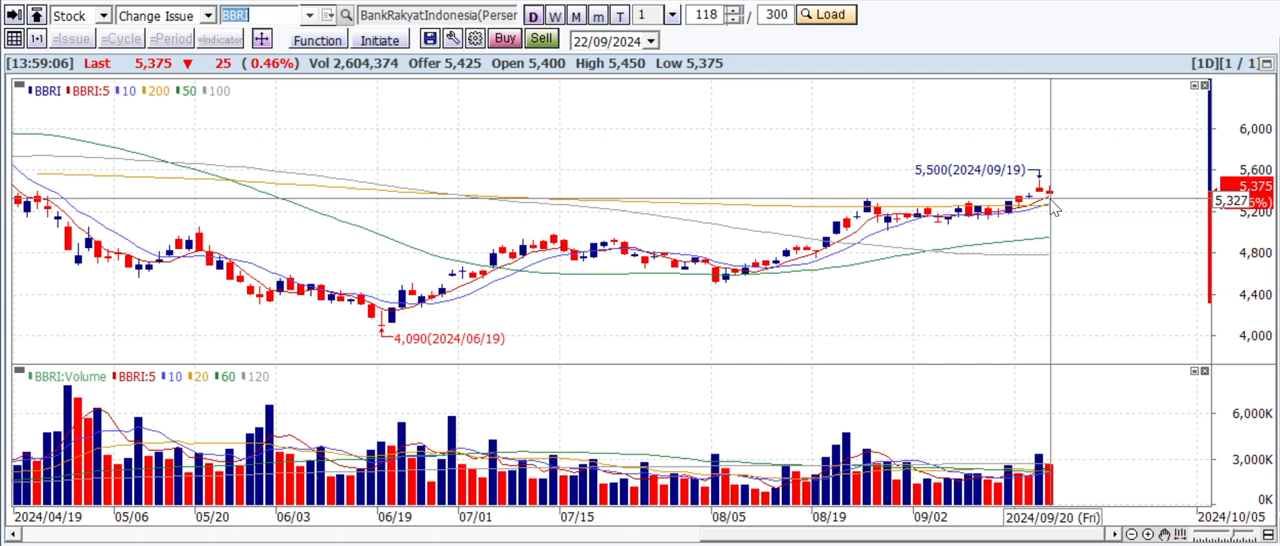 Stock Change Issue BBRI BankRakyatIndonesia(Perser D W M m T 1 118 / 300 Load
1•1 =Issue =Cycle =Period =Indicator Function Initiate Buy Sell 22/09/2024
[13:59:06] Last 5,375 ▼ 25 ( 0.46%) Vol 2,604,374 Offer 5,425 Open 5,400 High 5,450 Low 5,375 [1D][1 / 1]
BBRI BBRI:5 10 200 50 100
6,000
5,500(2024/09/19)
5,600
5,375
5,327 5%)
5,200
4,800
4,400
4,090(2024/06/19)
4,000
BBRI:Volume BBRI:5 10 20 60 120
6,000K
3,000K
0K
2024/04/19 05/06 05/20 06/03 06/19 07/01 07/15 08/05 08/19 09/02 2024/09/20 (Fri) 2024/10/05